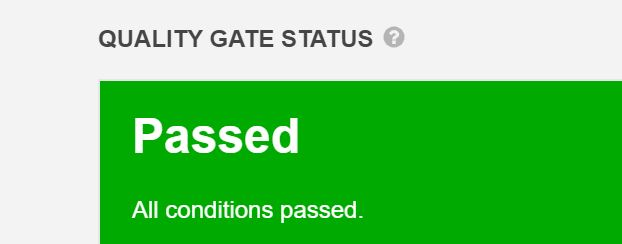 QUALITY GATE STATUS ?
Passed
All conditions passed.